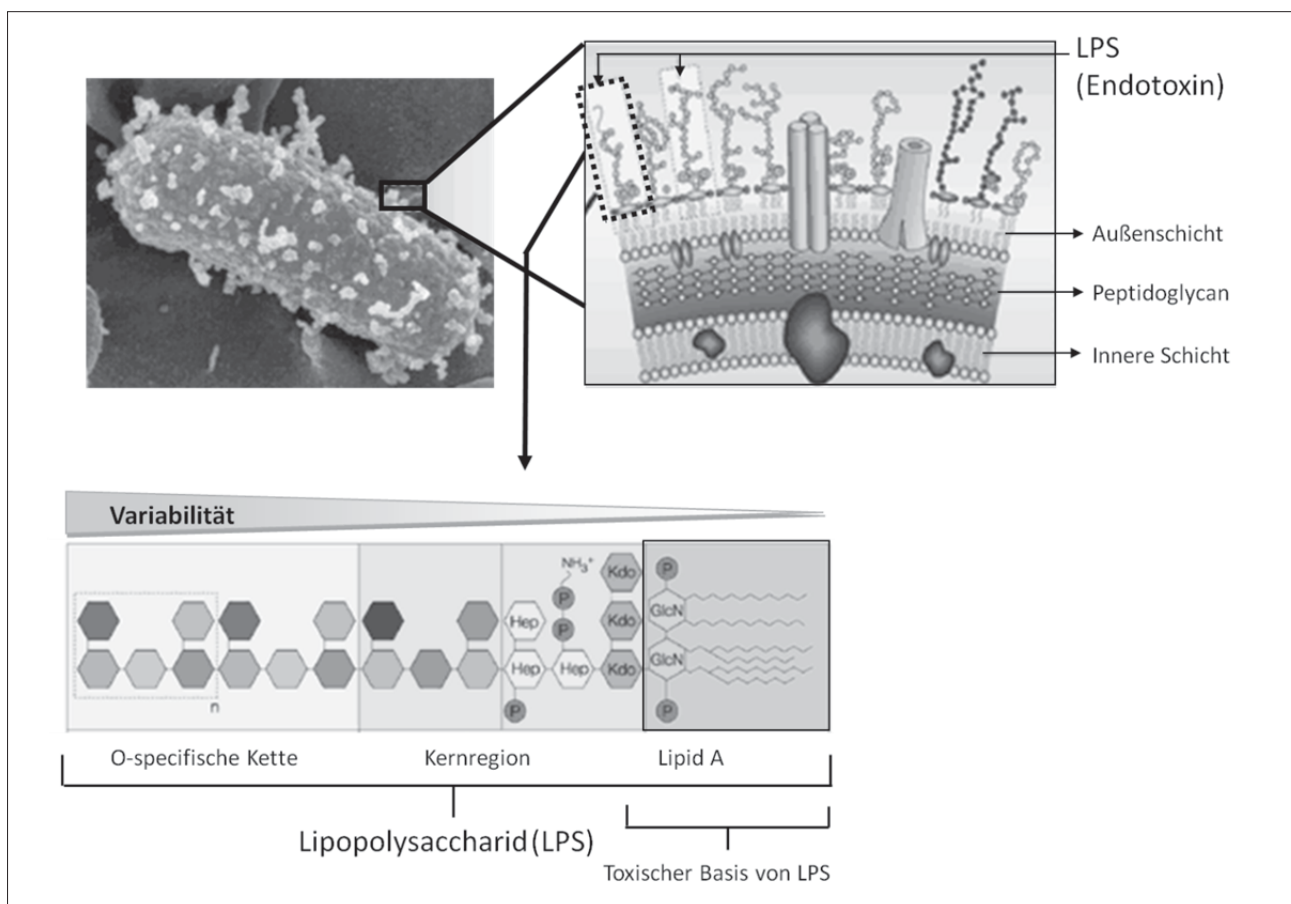 LPS
(Endotoxin)
Außenschicht
Peptidoglycan
Innere Schicht
Variabilität
NH₃⁺
Kdo
P
P
Hep
P
Kdo
GlcN
P
Hep
Hep
Kdo
GlcN
P
P
n
O-specifische Kette
Kernregion
Lipid A
Lipopolysaccharid (LPS)
Toxischer Basis von LPS